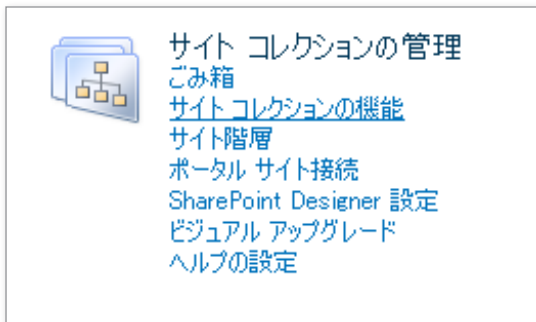 サイト コレクションの管理
ごみ箱
サイト コレクションの機能
サイト階層
ポータル サイト接続
SharePoint Designer 設定
ビジュアル アップグレード
ヘルプの設定